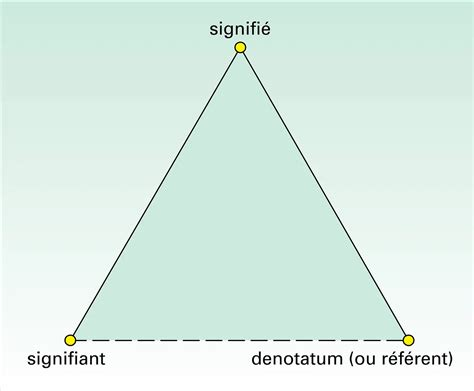 signifié
signifiant
denotatum (ou référent)